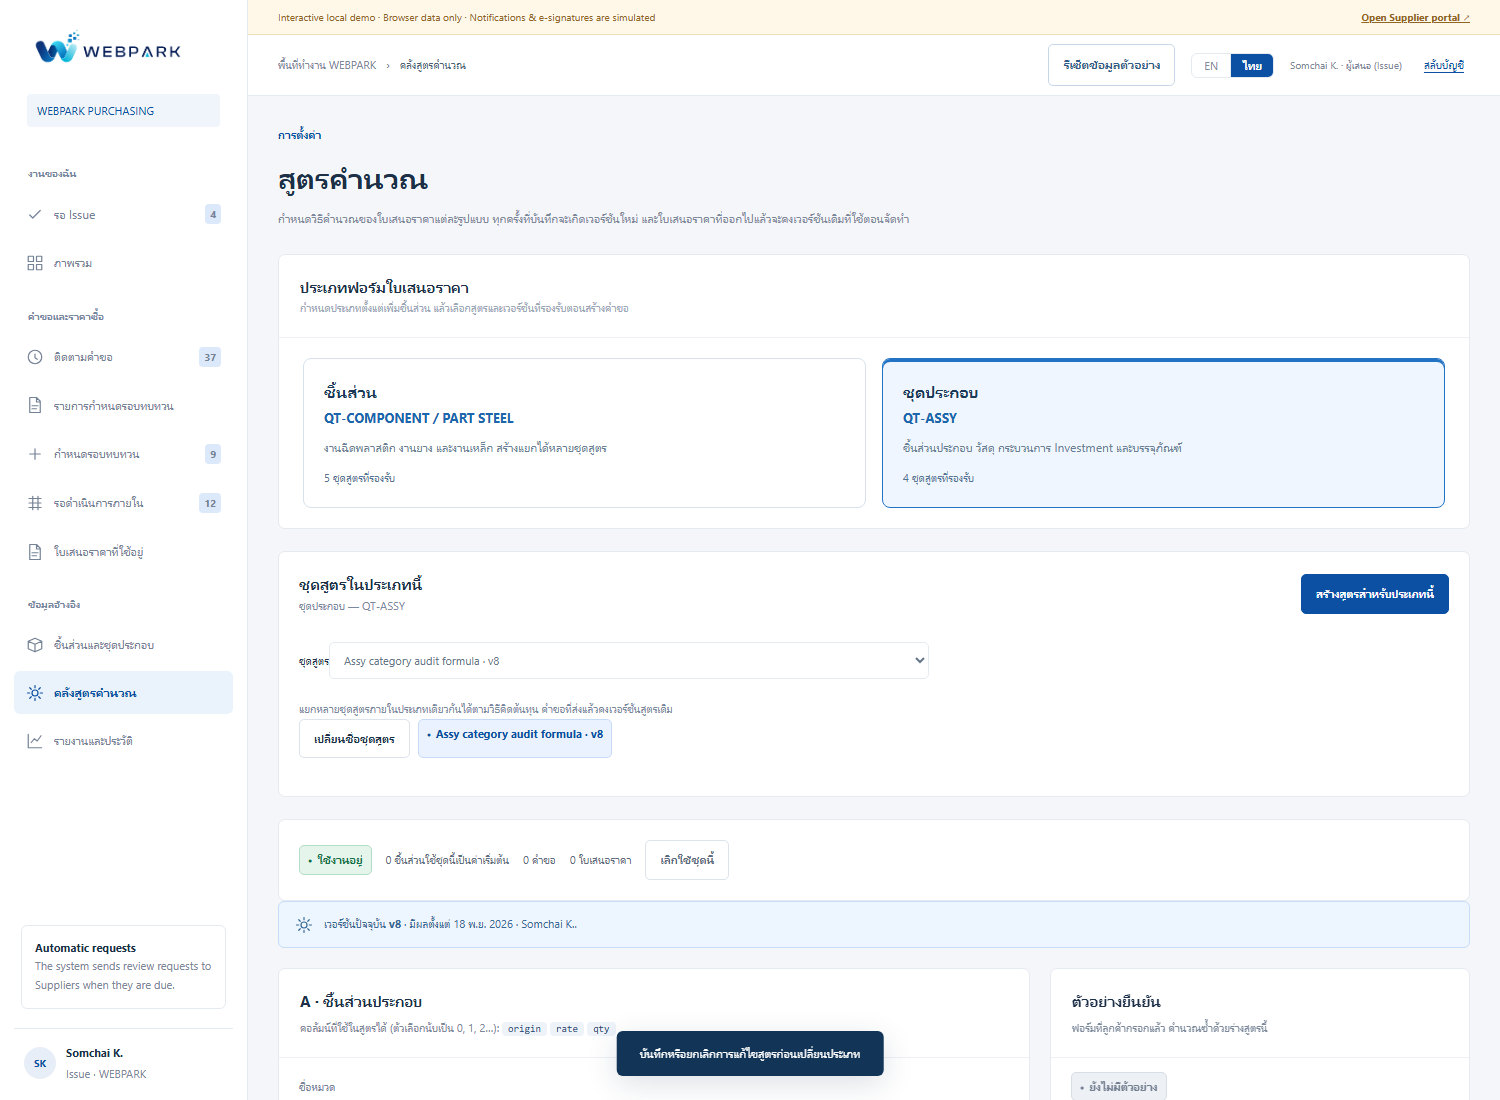 Interactive local demo · Browser data only · Notifications & e-signatures are simulated
Open Supplier portal ↗
WEBPARK
พื้นที่ทำงาน WEBPARK › คลังสูตรคำนวณ
รีเซ็ตข้อมูลตัวอย่าง
EN ไทย
Somchai K. · ผู้เสนอ (Issue)
สลับบัญชี
WEBPARK PURCHASING
งานของฉัน
รอ Issue 4
ภาพรวม
คำขอและราคาซื้อ
ติดตามคำขอ 37
รายการกำหนดรอบทบทวน
กำหนดรอบทบทวน 9
รอดำเนินการภายใน 12
ใบเสนอราคาที่ใช้อยู่
ข้อมูลอ้างอิง
ชิ้นส่วนและชุดประกอบ
คลังสูตรคำนวณ
รายงานและประวัติ
Automatic requests
The system sends review requests to
Suppliers when they are due.
SK
Somchai K.
Issue · WEBPARK
การตั้งค่า
สูตรคำนวณ
กำหนดวิธีคำนวณของใบเสนอราคาแต่ละรูปแบบ ทุกครั้งที่บันทึกจะเกิดเวอร์ชันใหม่ และใบเสนอราคาที่ออกไปแล้วจะคงเวอร์ชันเดิมที่ใช้ตอนจัดทำ
ประเภทฟอร์มใบเสนอราคา
กำหนดประเภทตั้งแต่เพิ่มชิ้นส่วน แล้วเลือกสูตรและเวอร์ชันที่รองรับตอนสร้างคำขอ
ชิ้นส่วน
QT-COMPONENT / PART STEEL
งานฉีดพลาสติก งานยาง และงานเหล็ก สร้างแยกได้หลายชุดสูตร
5 ชุดสูตรที่รองรับ
ชุดประกอบ
QT-ASSY
ชิ้นส่วนประกอบ วัสดุ กระบวนการ Investment และบรรจุภัณฑ์
4 ชุดสูตรที่รองรับ
ชุดสูตรในประเภทนี้
ชุดประกอบ — QT-ASSY
สร้างสูตรสำหรับประเภทนี้
ชุดสูตร Assy category audit formula · v8
แยกหลายชุดสูตรภายในประเภทเดียวกันได้ตามวิธีคิดต้นทุน คำขอที่ส่งแล้วคงเวอร์ชันสูตรเดิม
เปลี่ยนชื่อชุดสูตร
• Assy category audit formula · v8
• ใช้งานอยู่
0 ชิ้นส่วนใช้ชุดนี้เป็นค่าเริ่มต้น 0 คำขอ 0 ใบเสนอราคา
เลิกใช้ชุดนี้
เวอร์ชันปัจจุบัน v8 · มีผลตั้งแต่ 18 พ.ย. 2026 · Somchai K..
A · ชิ้นส่วนประกอบ
คอลัมน์ที่ใช้ในสูตรได้ (ตัวเลือกนับเป็น 0, 1, 2…): origin rate qty
ชื่อหมวด
ตัวอย่างยืนยัน
ฟอร์มที่ลูกค้ากรอกแล้ว คำนวณซ้ำด้วยร่างสูตรนี้
• ยังไม่มีตัวอย่าง
บันทึกหรือยกเลิกการแก้ไขสูตรก่อนเปลี่ยนประเภท